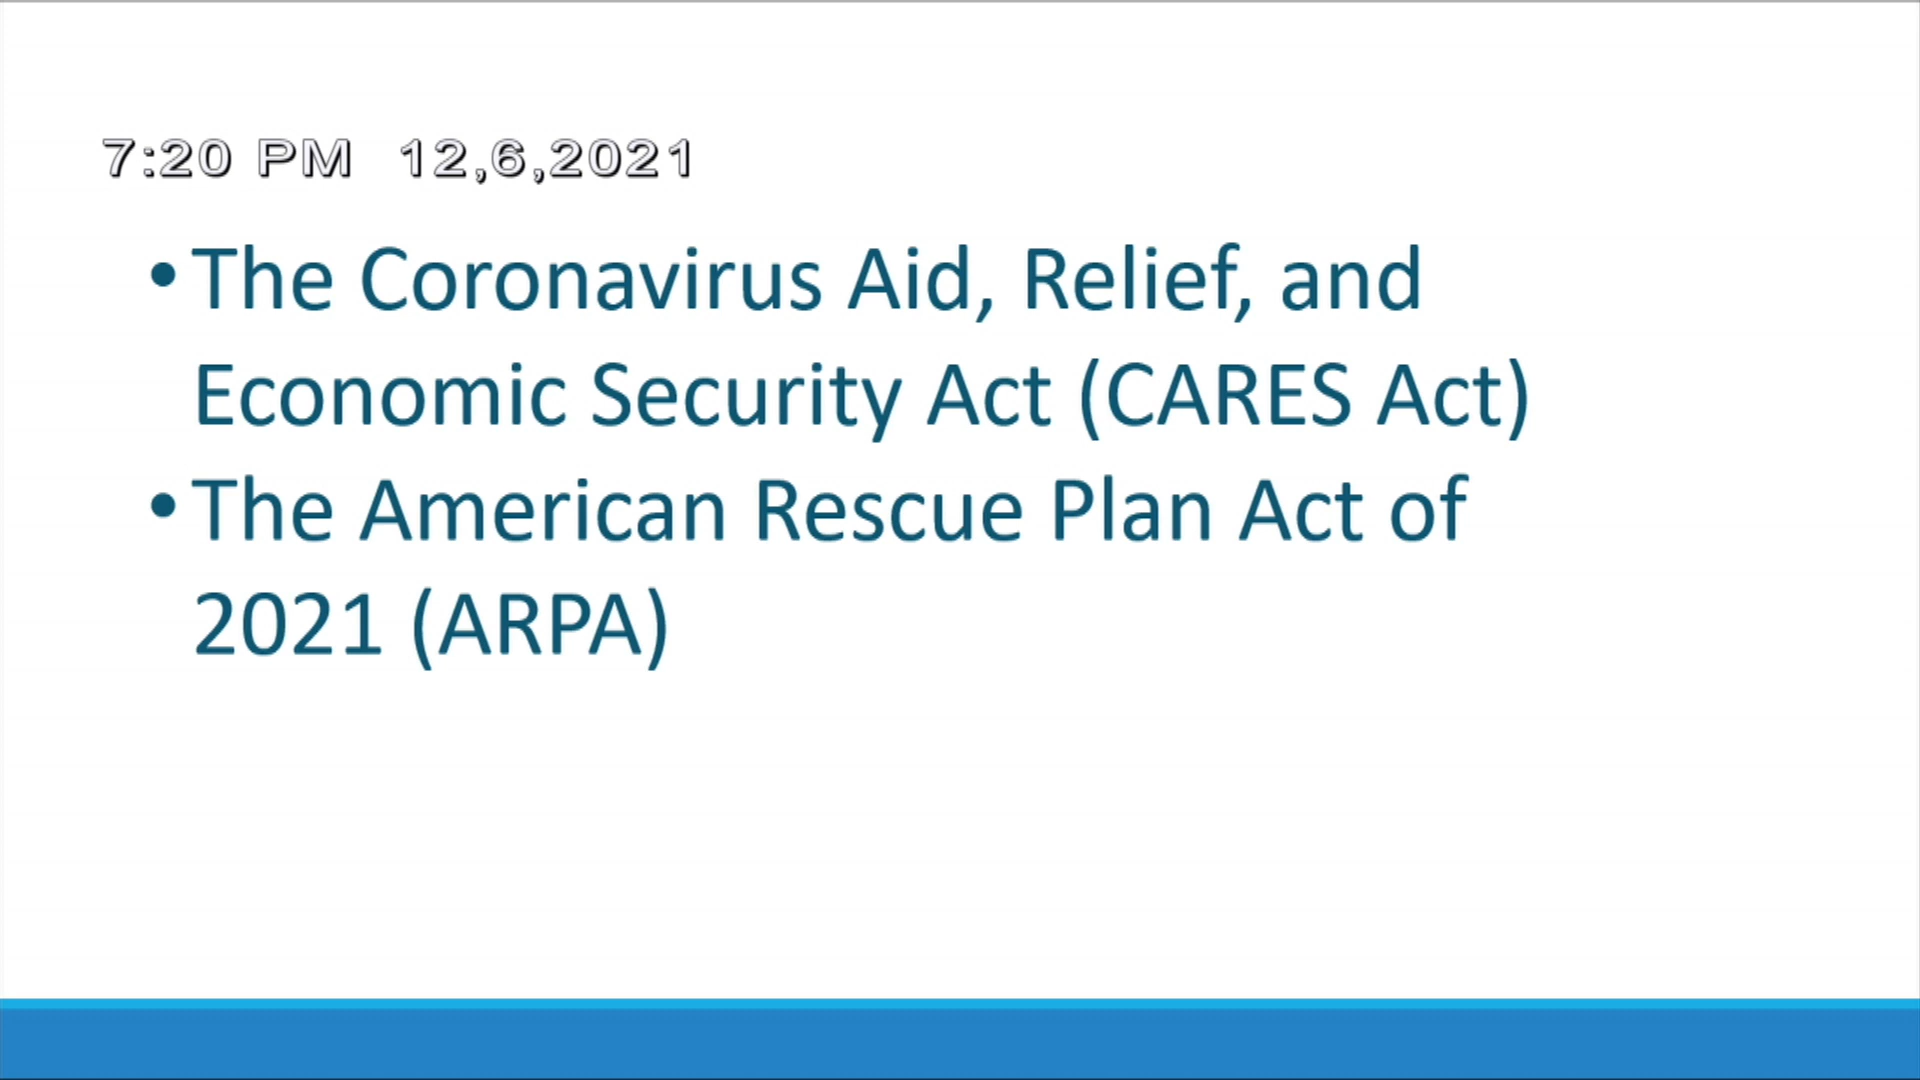 7:20 PM 12,6,2021
•The Coronavirus Aid, Relief, and
Economic Security Act (CARES Act)
•The American Rescue Plan Act of
2021 (ARPA)